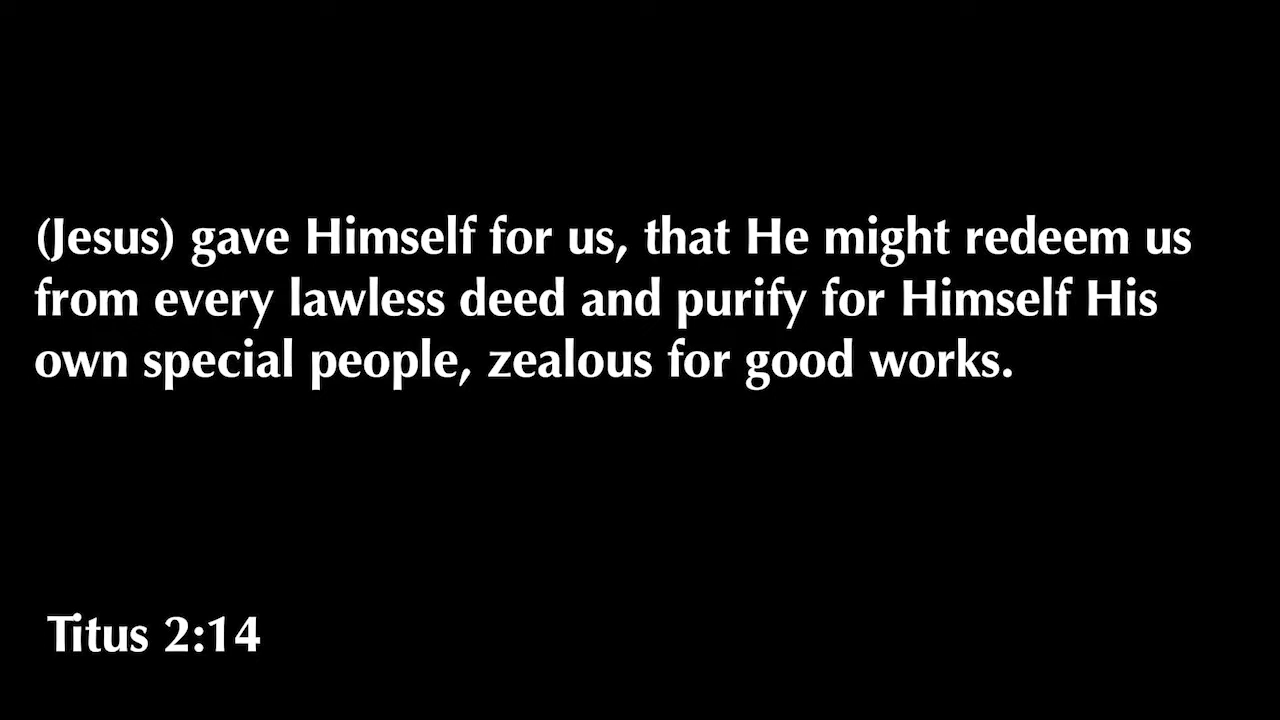 (Jesus) gave Himself for us, that He might redeem us
from every lawless deed and purify for Himself His
own special people, zealous for good works.
Titus 2:14